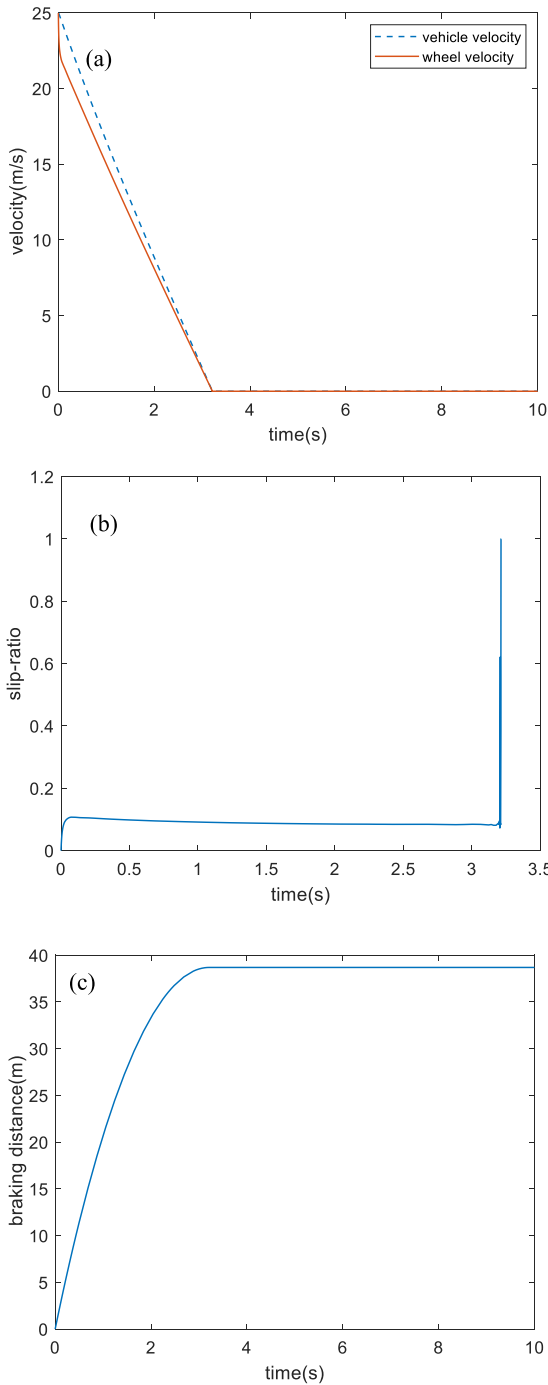 25
20
15
10
5
0
velocity(m/s)
(a)
vehicle velocity
wheel velocity
0 2 4 6 8 10
time(s)
1.2
1
0.8
0.6
0.4
0.2
0
slip-ratio
(b)
0 0.5 1 1.5 2 2.5 3 3.5
time(s)
40
35
30
25
20
15
10
5
0
braking distance(m)
(c)
0 2 4 6 8 10
time(s)